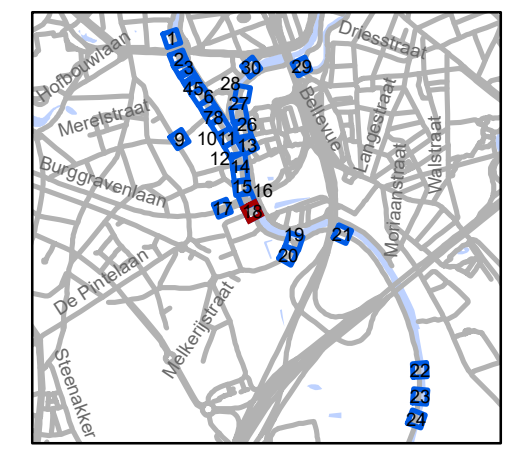 1
Driesstraat
Hofbouwlaan
2
3
30
29
28
4
5
6
27
Bellevue
Langestraat
Merelstraat
7
8
26
9
10
11
13
12
Walstraat
Burggravenlaan
14
15
16
Moriaanstraat
17
18
19
21
20
De Pintelaan
Melkerijstraat
Steenakker
22
23
24